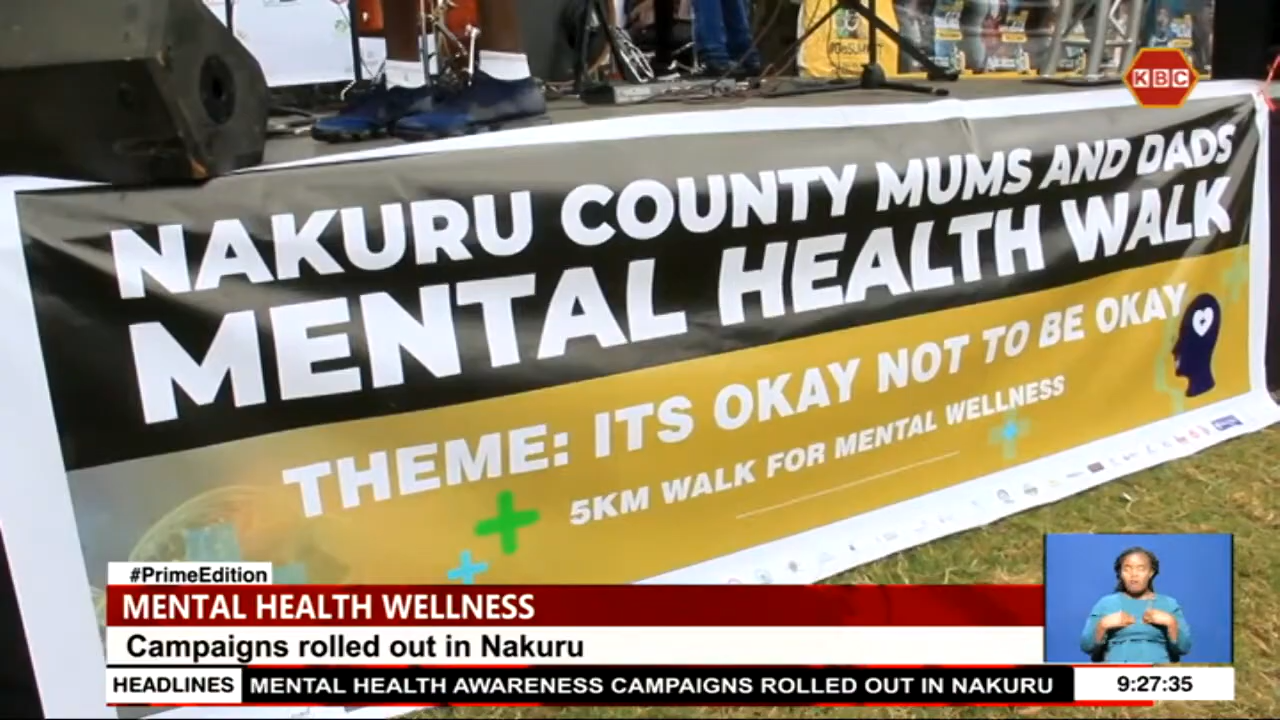 KBC
NAKURU COUNTY MUMS AND DADS
MENTAL HEALTH WALK
THEME: ITS OKAY NOT TO BE OKAY
5KM WALK FOR MENTAL WELLNESS
#PrimeEdition
MENTAL HEALTH WELLNESS
Campaigns rolled out in Nakuru
HEADLINES MENTAL HEALTH AWARENESS CAMPAIGNS ROLLED OUT IN NAKURU 9:27:35